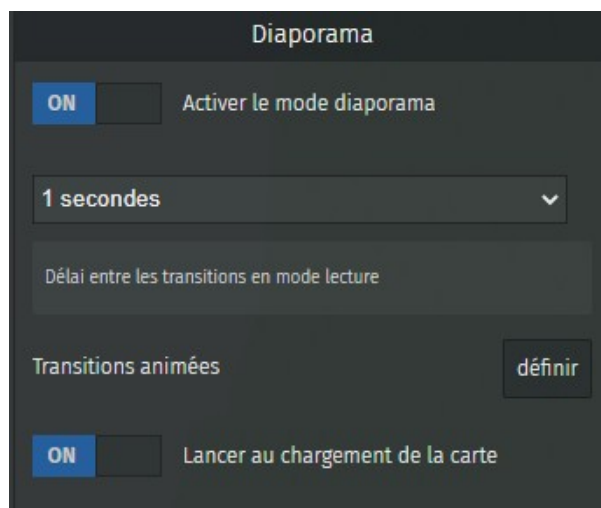 Diaporama
ON Activer le mode diaporama
1 secondes
Délai entre les transitions en mode lecture
Transitions animées définir
ON Lancer au chargement de la carte